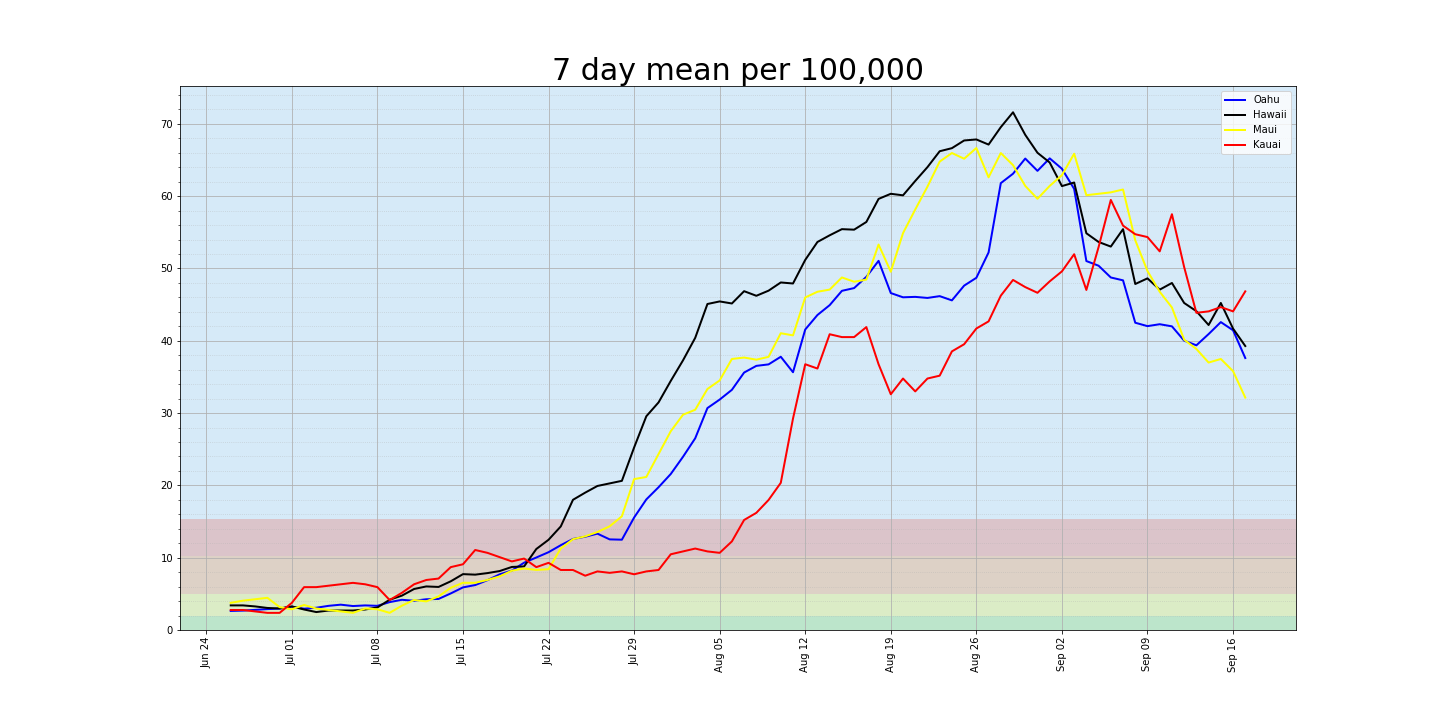 7 day mean per 100,000
Oahu
Hawaii
Maui
Kauai
70
60
50
40
30
20
10
0
Jun 24
Jul 01
Jul 08
Jul 15
Jul 22
Jul 29
Aug 05
Aug 12
Aug 19
Aug 26
Sep 02
Sep 09
Sep 16